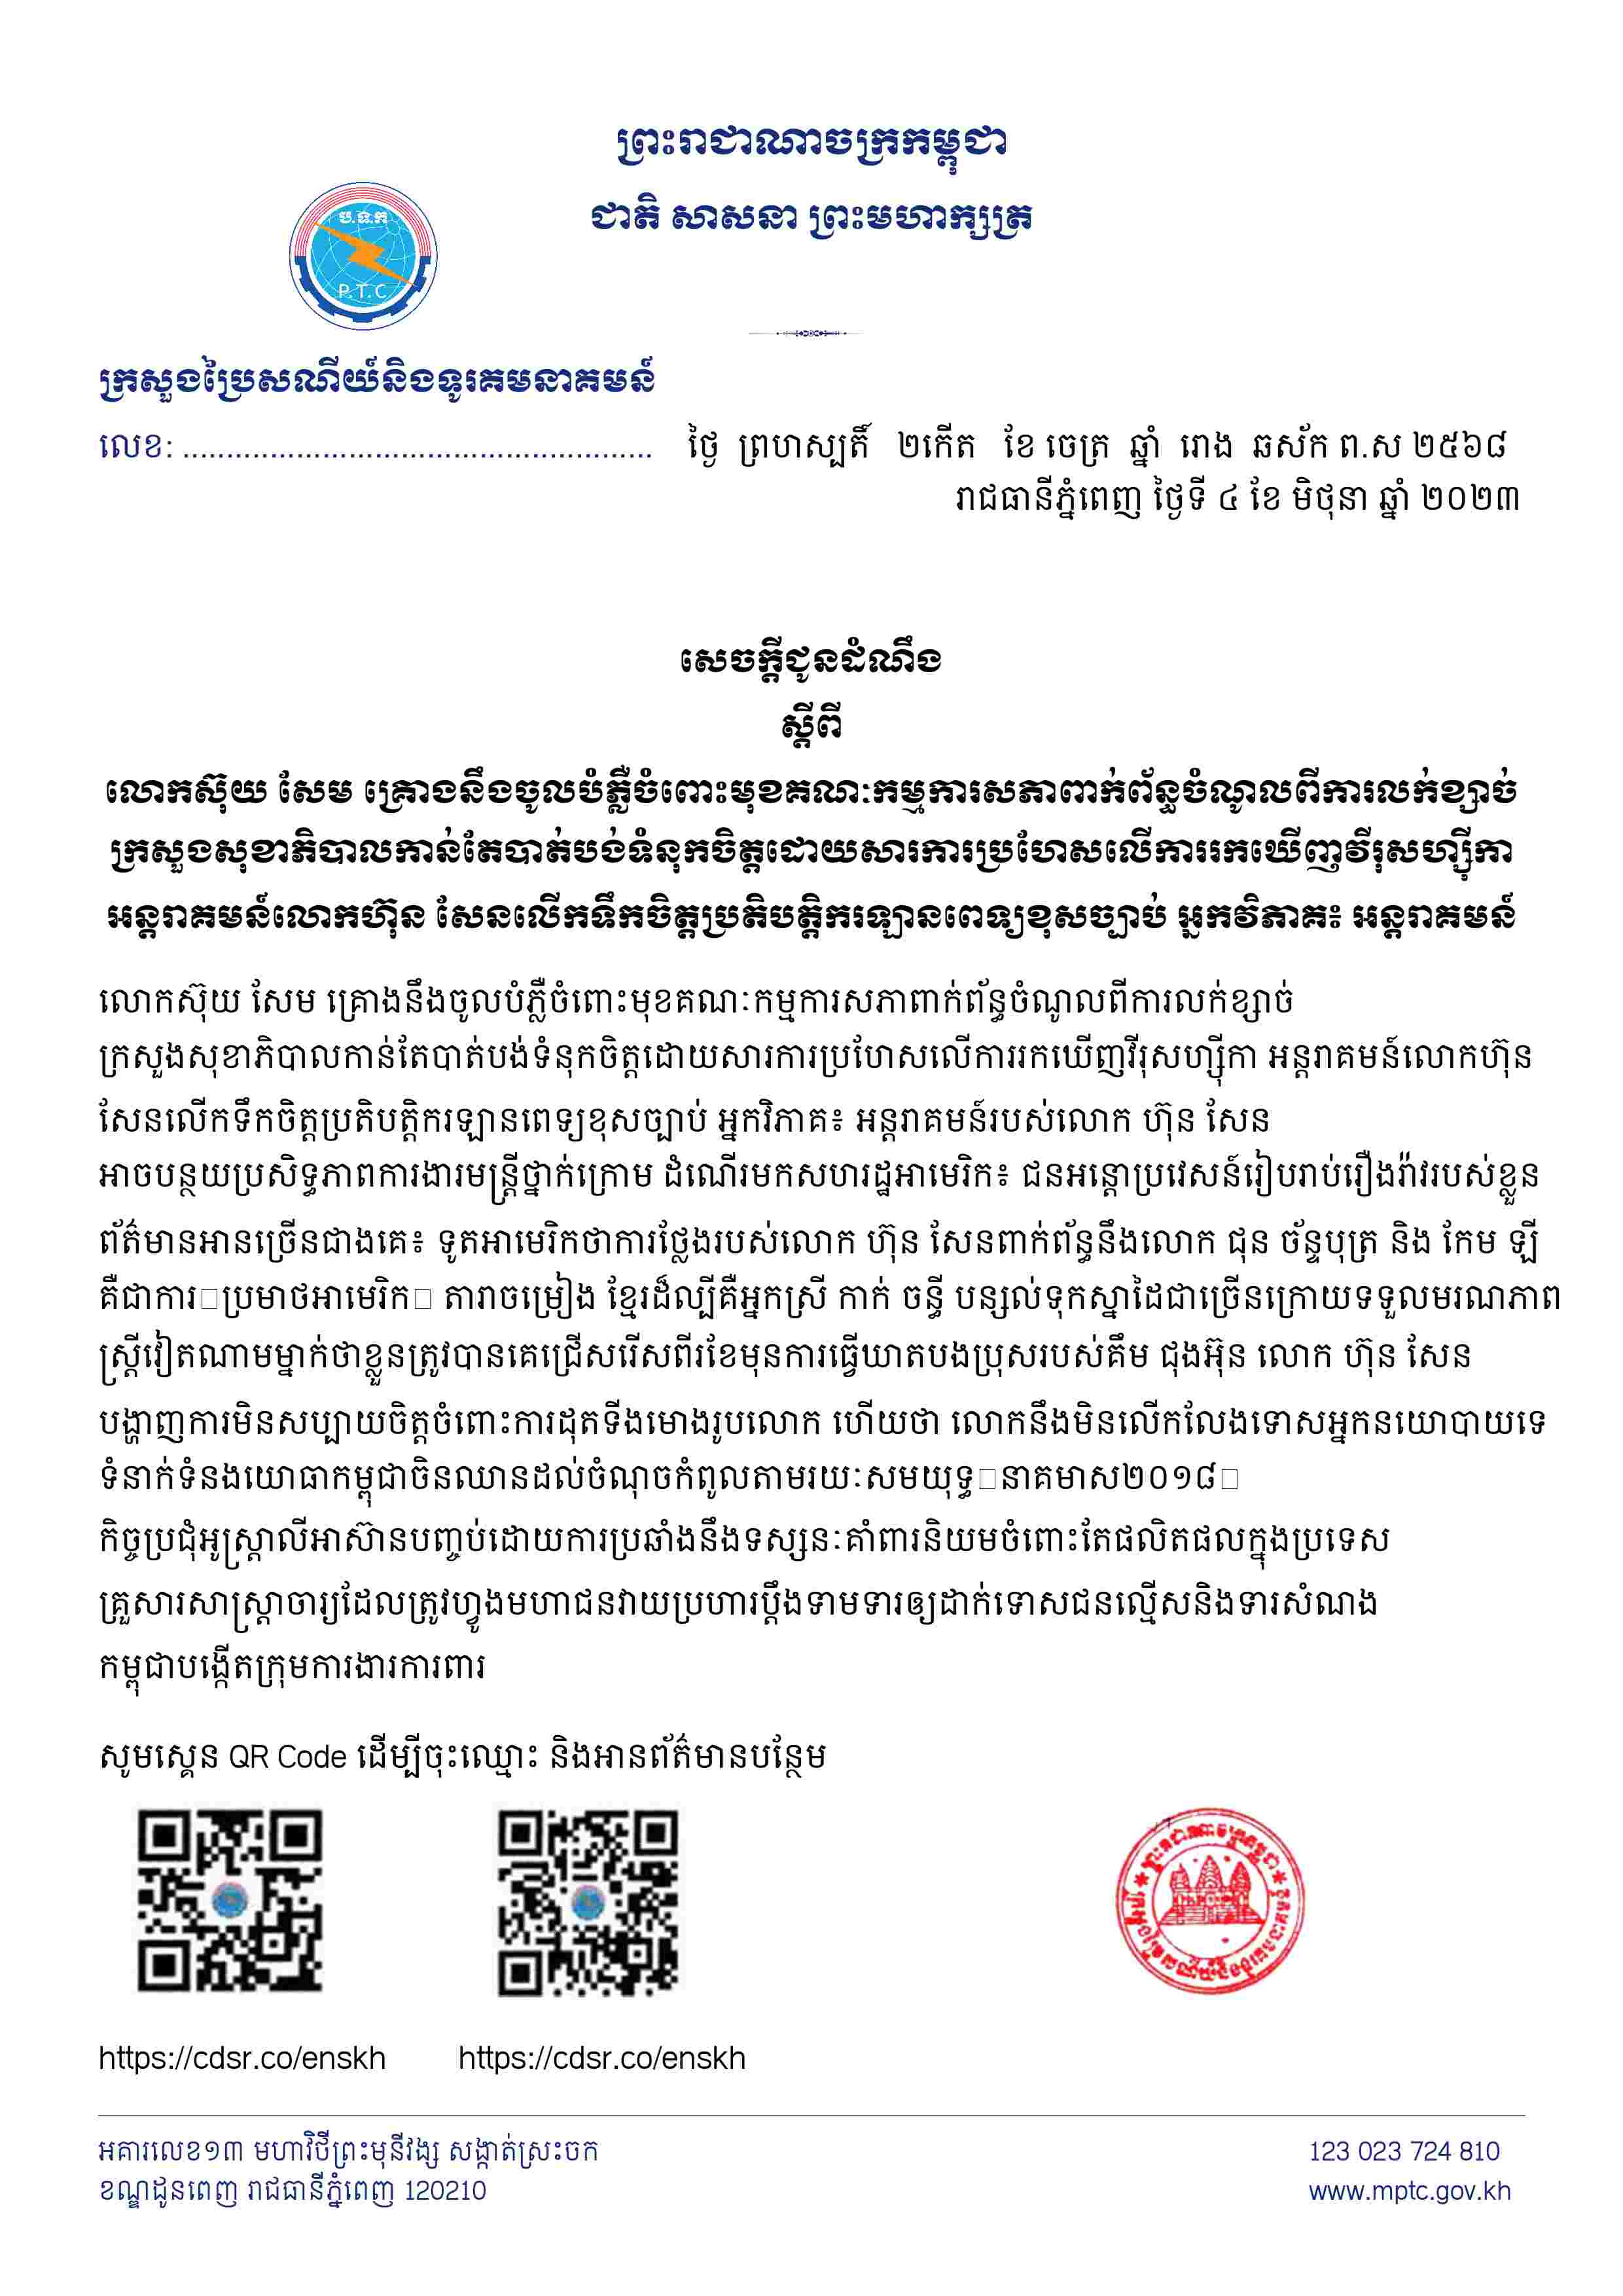 ព្រះរាជាណាចក្រកម្ពុជា
ជាតិ សាសនា ព្រះមហាក្សត្រ
ប.ទ.ក
P.T.C
ក្រសួងប្រៃសណីយ៍និងទូរគមនាគមន៍
លេខ: ......................................................
ថ្ងៃ ព្រហស្បតិ៍ ២កើត ខែ ចេត្រ ឆ្នាំ រោង ឆស័ក ព.ស ២៥៦៨
រាជធានីភ្នំពេញ ថ្ងៃទី ៤ ខែ មិថុនា ឆ្នាំ ២០២៣
សេចក្តីជូនដំណឹង
ស្តីពី
លោកស៊ុយ សែម គ្រោងនឹងចូលបំភ្លឺចំពោះមុខគណៈកម្មការសភាពាក់ព័ន្ធចំណូលពីការលក់ខ្សាច់
ក្រសួងសុខាភិបាលកាន់តែបាត់បង់ទំនុកចិត្តដោយសារការប្រហែសលើការរកឃើញវីរុសហ្ស៊ីកា
អន្តរាគមន៍លោកហ៊ុន សែនលើកទឹកចិត្តប្រតិបត្តិករឡានពេទ្យខុសច្បាប់ អ្នកវិភាគ៖ អន្តរាគមន៍
លោកស៊ុយ សែម គ្រោងនឹងចូលបំភ្លឺចំពោះមុខគណៈកម្មការសភាពាក់ព័ន្ធចំណូលពីការលក់ខ្សាច់
ក្រសួងសុខាភិបាលកាន់តែបាត់បង់ទំនុកចិត្តដោយសារការប្រហែសលើការរកឃើញវីរុសហ្ស៊ីកា អន្តរាគមន៍លោកហ៊ុន
សែនលើកទឹកចិត្តប្រតិបត្តិករឡានពេទ្យខុសច្បាប់ អ្នកវិភាគ៖ អន្តរាគមន៍របស់លោក ហ៊ុន សែន
អាចបន្ថយប្រសិទ្ធភាពការងារមន្ត្រីថ្នាក់ក្រោម ដំណើរមកសហរដ្ឋអាមេរិក៖ ជនអន្តោប្រវេសន៍រៀបរាប់រឿងរ៉ាវរបស់ខ្លួន
ព័ត៌មានអានច្រើនជាងគេ៖ ទូតអាមេរិកថាការថ្លែងរបស់លោក ហ៊ុន សែនពាក់ព័ន្ធនឹងលោក ជុន ច័ន្ទបុត្រ និង កែម ឡី
គឺជាការ□ប្រមាថអាមេរិក□ តារាចម្រៀង ខ្មែរដ៏ល្បីគឺអ្នកស្រី កាក់ ចន្ធី បន្សល់ទុកស្នាដៃជាច្រើនក្រោយទទួលមរណភាព
ស្ត្រីវៀតណាមម្នាក់ថាខ្លួនត្រូវបានគេជ្រើសរើសពីរខែមុនការធ្វើឃាតបងប្រុសរបស់គឹម ជុងអ៊ុន លោក ហ៊ុន សែន
បង្ហាញការមិនសប្បាយចិត្តចំពោះការដុតទីងមោងរូបលោក ហើយថា លោកនឹងមិនលើកលែងទោសអ្នកនយោបាយទេ
ទំនាក់ទំនងយោធាកម្ពុជាចិនឈានដល់ចំណុចកំពូលតាមរយៈសមយុទ្ធ□នាគមាស២០១៨□
កិច្ចប្រជុំអូស្ត្រាលីអាស៊ានបញ្ចប់ដោយការប្រឆាំងនឹងទស្សនៈគាំពារនិយមចំពោះតែផលិតផលក្នុងប្រទេស
គ្រួសារសាស្ត្រាចារ្យដែលត្រូវហ្វូងមហាជនវាយប្រហារប្តឹងទាមទារឲ្យដាក់ទោសជនល្មើសនិងទារសំណង
កម្ពុជាបង្កើតក្រុមការងារការពារ
សូមស្គេន QR Code ដើម្បីចុះឈ្មោះ និងអានព័ត៌មានបន្ថែម
ព្រះរាជាណាចក្រកម្ពុជា
ក្រសួងប្រៃសណីយ៍និងទូរគមនាគមន៍
https://cdsr.co/enskh https://cdsr.co/enskh
អគារលេខ១៣ មហាវិថីព្រះមុនីវង្ស សង្កាត់ស្រះចក
ខណ្ឌដូនពេញ រាជធានីភ្នំពេញ 120210
123 023 724 810
www.mptc.gov.kh